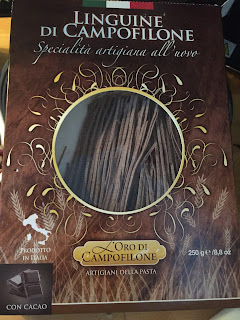 LINGUINE
DI CAMPOFILONE
Specialità artigiana all'uovo
PRODOTTO
IN ITALIA
L'ORO DI
CAMPOFILONE
ARTIGIANI DELLA PASTA
250 g ℮/8,8 oz
CON CACAO